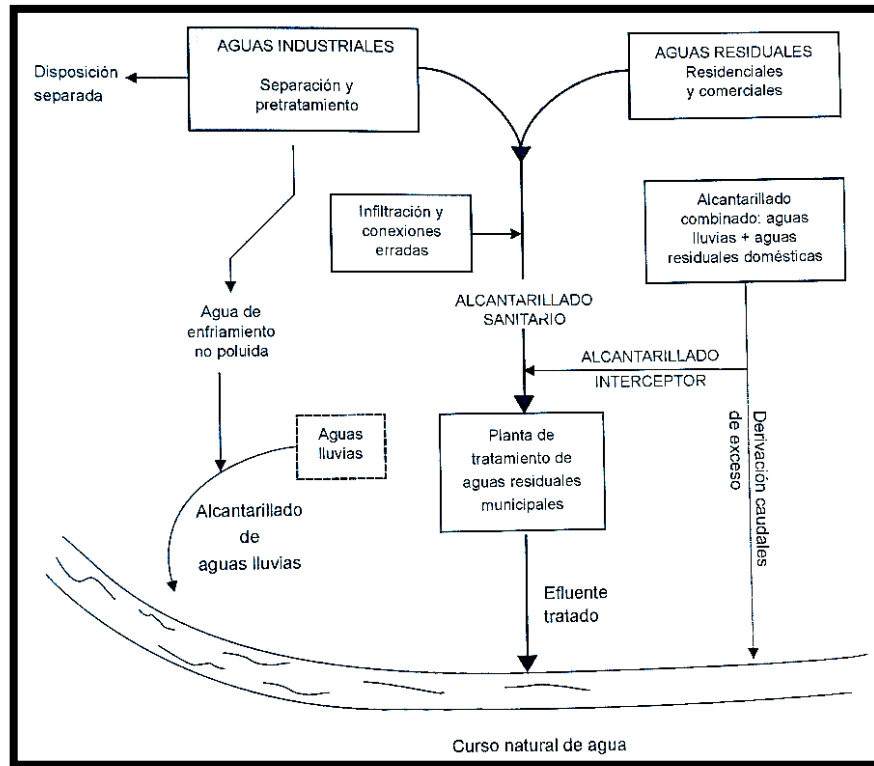 AGUAS INDUSTRIALES
Separación y
pretratamiento
Disposición
separada
AGUAS RESIDUALES
Residenciales
y comerciales
Infiltración y
conexiones
erradas
Alcantarillado
combinado: aguas
lluvias + aguas
residuales domésticas
Agua de
enfriamiento
no poluida
ALCANTARILLADO
SANITARIO
ALCANTARILLADO
INTERCEPTOR
Derivación caudales
de exceso
Aguas
lluvias
Planta de
tratamiento de
aguas residuales
municipales
Alcantarillado
de
aguas lluvias
Efluente
tratado
Curso natural de agua